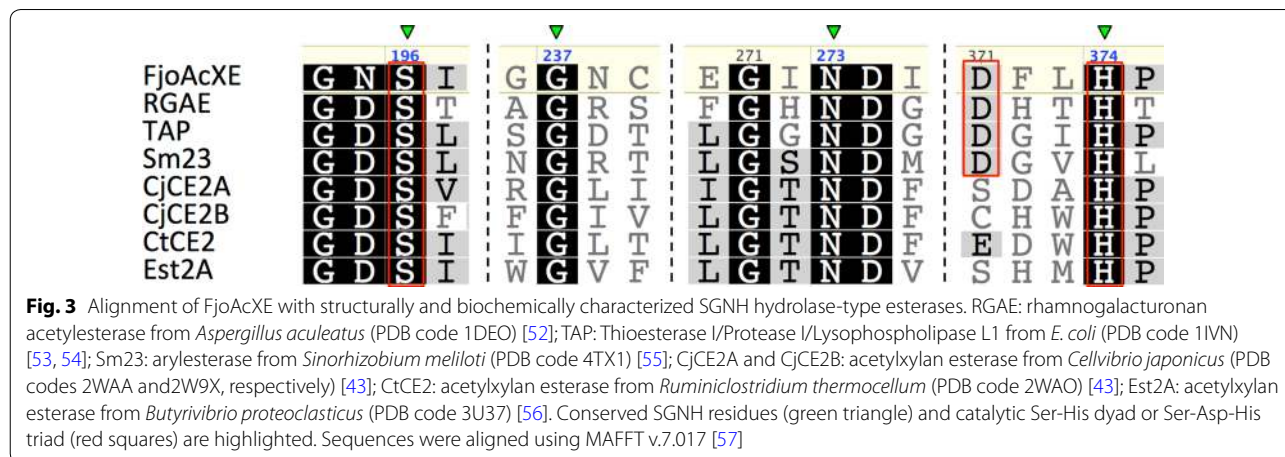 196 237 271 273 371 374
FjoAcXE G N S I G G N C E G I N D I D F L H P
RGAE G D S T A G R S F G H N D G D H T H T
TAP G D S L S G D T L G G N D G D G I H P
Sm23 G D S L N G R T L G S N D M D G V H L
CjCE2A G D S V R G L I I G T N D F S D A H P
CjCE2B G D S F F G I V L G T N D F C H W H P
CtCE2 G D S I I G L T L G T N D F E D W H P
Est2A G D S I W G V F L G T N D V S H M H P
Fig. 3 Alignment of FjoAcXE with structurally and biochemically characterized SGNH hydrolase-type esterases. RGAE: rhamnogalacturonan
acetylesterase from Aspergillus aculeatus (PDB code 1DEO) [52]; TAP: Thioesterase I/Protease I/Lysophospholipase L1 from E. coli (PDB code 1IVN)
[53, 54]; Sm23: arylesterase from Sinorhizobium meliloti (PDB code 4TX1) [55]; CjCE2A and CjCE2B: acetylxylan esterase from Cellvibrio japonicus (PDB
codes 2WAA and2W9X, respectively) [43]; CtCE2: acetylxylan esterase from Ruminiclostridium thermocellum (PDB code 2WAO) [43]; Est2A: acetylxylan
esterase from Butyrivibrio proteoclasticus (PDB code 3U37) [56]. Conserved SGNH residues (green triangle) and catalytic Ser-His dyad or Ser-Asp-His
triad (red squares) are highlighted. Sequences were aligned using MAFFT v.7.017 [57]